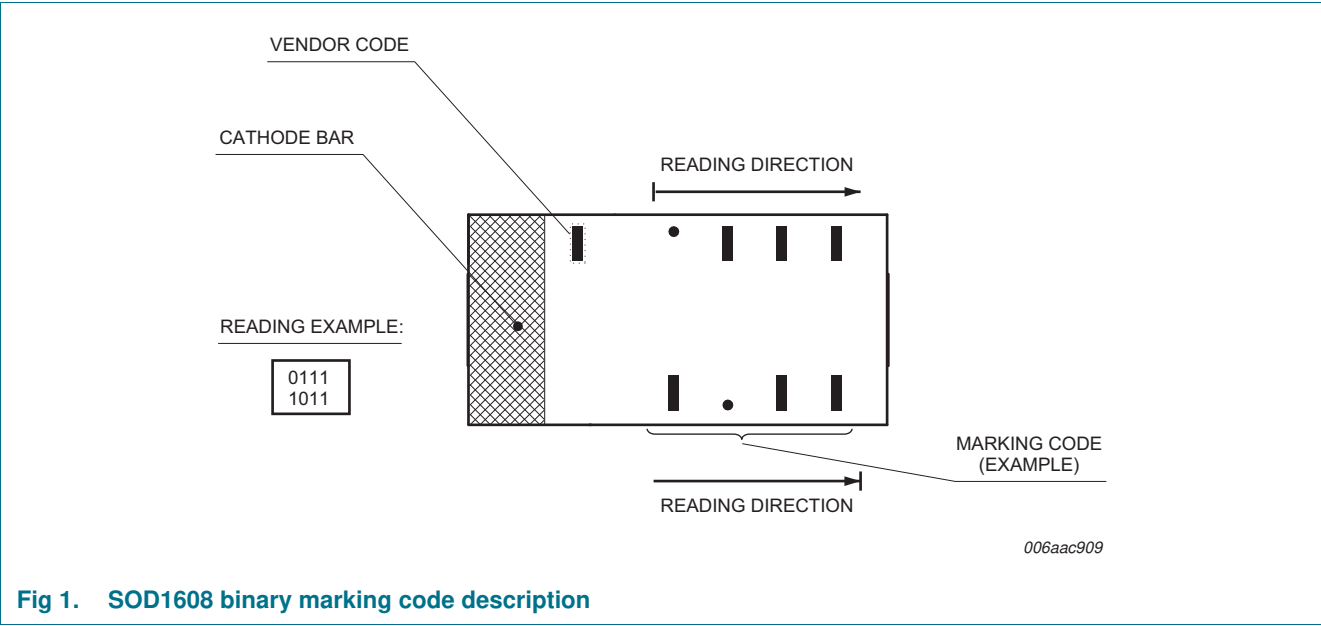 VENDOR CODE
CATHODE BAR
READING DIRECTION
READING EXAMPLE:
0111
1011
MARKING CODE
(EXAMPLE)
READING DIRECTION
006aac909
Fig 1. SOD1608 binary marking code description